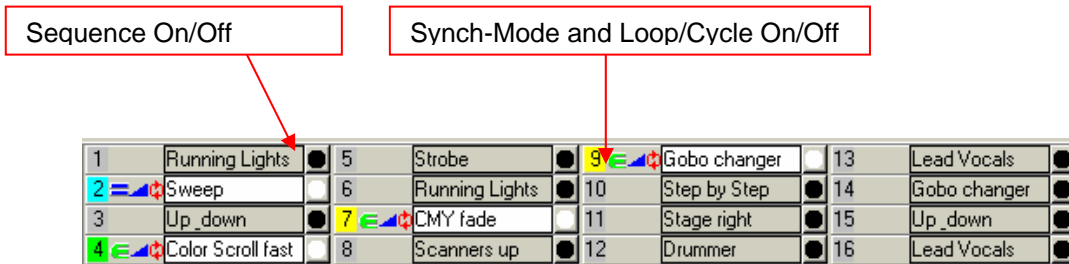 Sequence On/Off
Synch-Mode and Loop/Cycle On/Off
1 Running Lights 5 Strobe 9 Gobo changer 13 Lead Vocals
2 Sweep 6 Running Lights 10 Step by Step 14 Gobo changer
3 Up_down 7 CMY fade 11 Stage right 15 Up_down
4 Color Scroll fast 8 Scanners up 12 Drummer 16 Lead Vocals